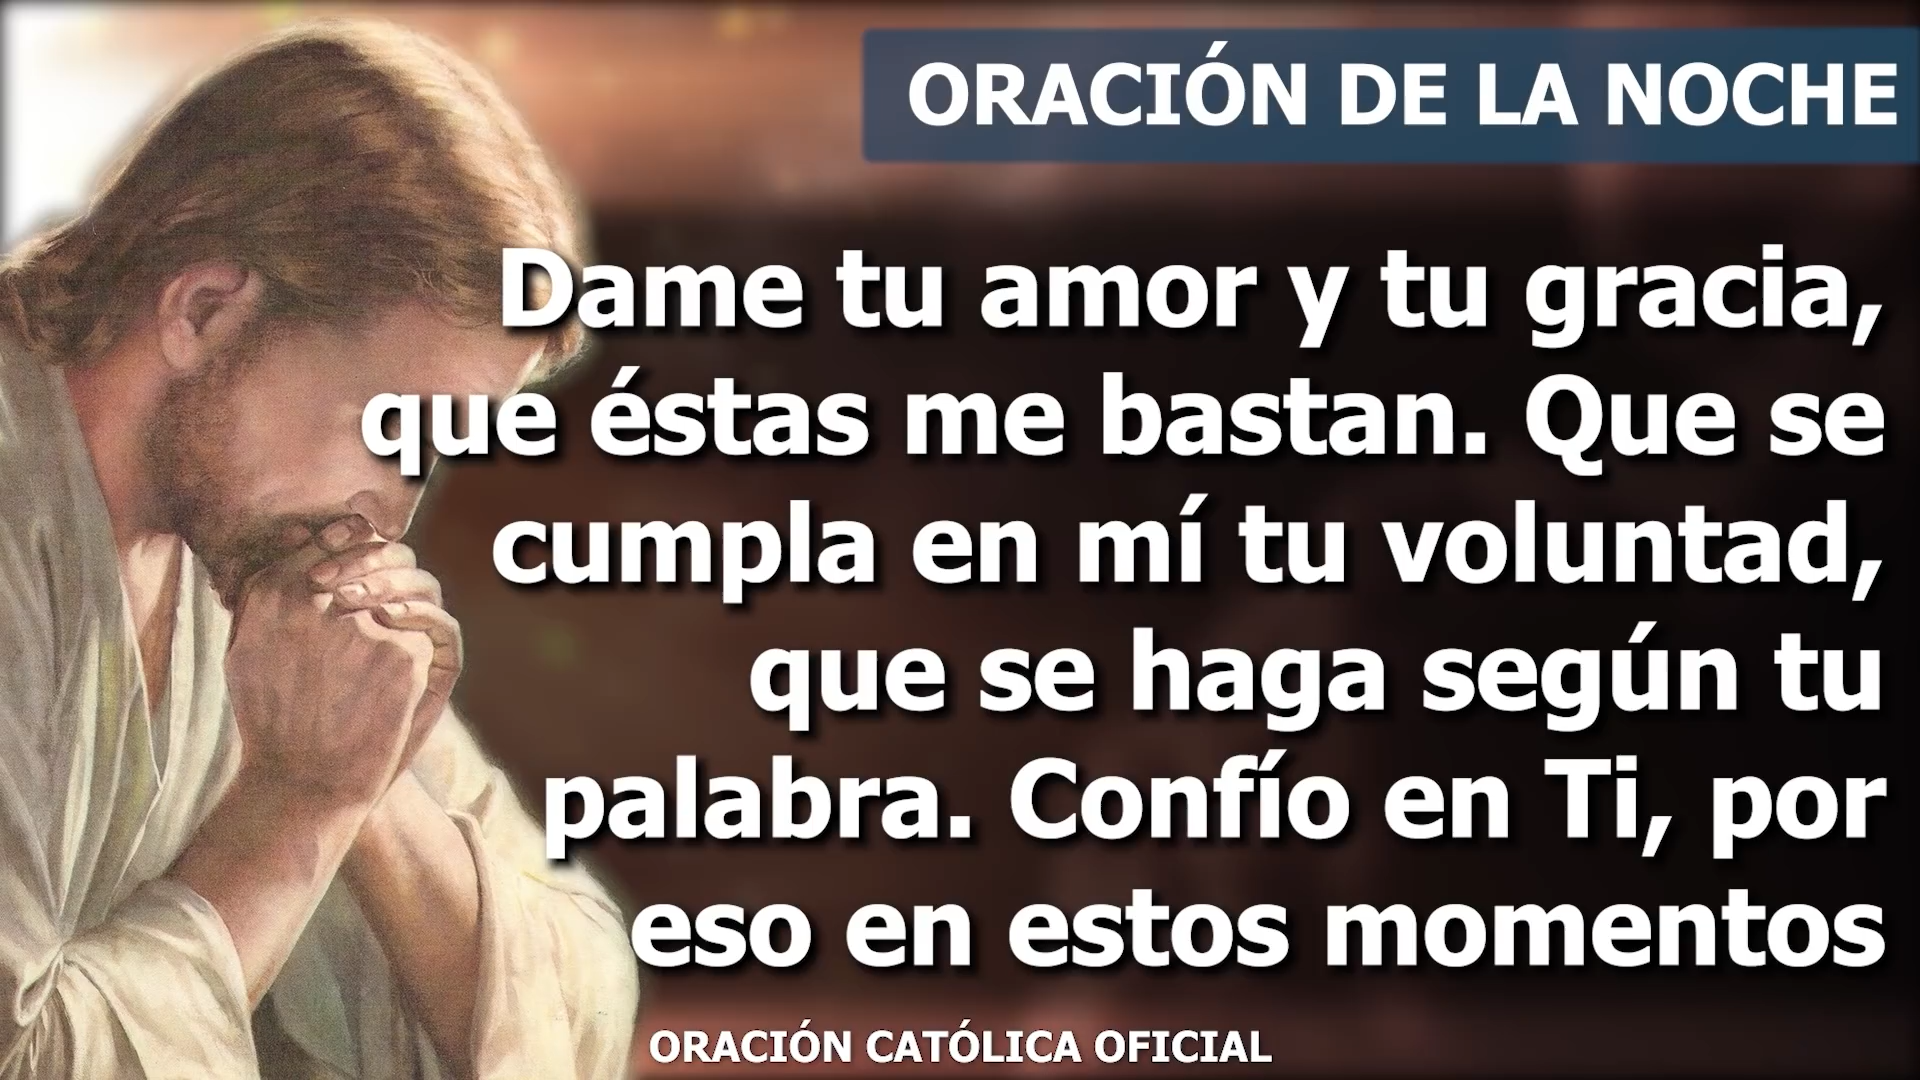 ORACIÓN DE LA NOCHE
Dame tu amor y tu gracia,
que éstas me bastan. Que se
cumpla en mí tu voluntad,
que se haga según tu
palabra. Confío en Ti, por
eso en estos momentos
ORACIÓN CATÓLICA OFICIAL